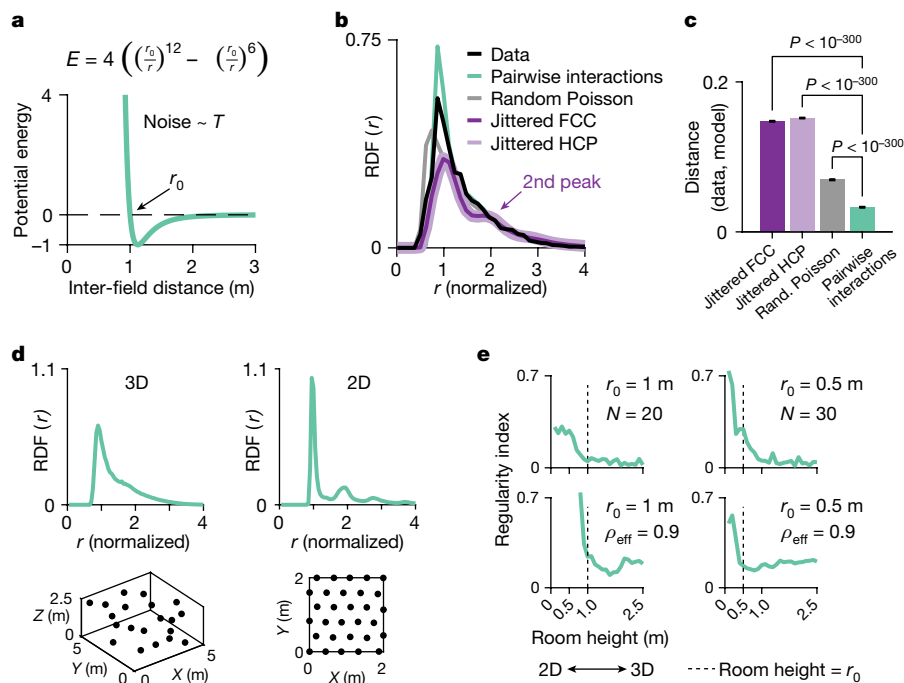 a
E = 4 ((r₀/r)¹² − (r₀/r)⁶)
Potential energy
4
0
−1
Noise ~ T
r₀
0 1 2 3
Inter-field distance (m)
b
RDF (r)
0.75
0
Data
Pairwise interactions
Random Poisson
Jittered FCC
Jittered HCP
2nd peak
0 1 2 3 4
r (normalized)
c
Distance
(data, model)
0.2
0
P < 10⁻³⁰⁰
P < 10⁻³⁰⁰
P < 10⁻³⁰⁰
Jittered FCC
Jittered HCP
Rand. Poisson
Pairwise
interactions
d
3D
RDF (r)
1.1
0
0 2 4
r (normalized)
2D
RDF (r)
1.1
0
0 2 4
r (normalized)
2.5
Z (m)
0
5
Y (m)
0
0
X (m)
5
2
Y (m)
0
0 2
X (m)
e
Regularity index
0.7
0
r₀ = 1 m
N = 20
0.7
0
r₀ = 0.5 m
N = 30
0.7
0
r₀ = 1 m
ρeff = 0.9
0.7
0
r₀ = 0.5 m
ρeff = 0.9
0 0.5 1.0 2.5
0 0.5 1.0 2.5
Room height (m)
2D 3D
Room height = r₀